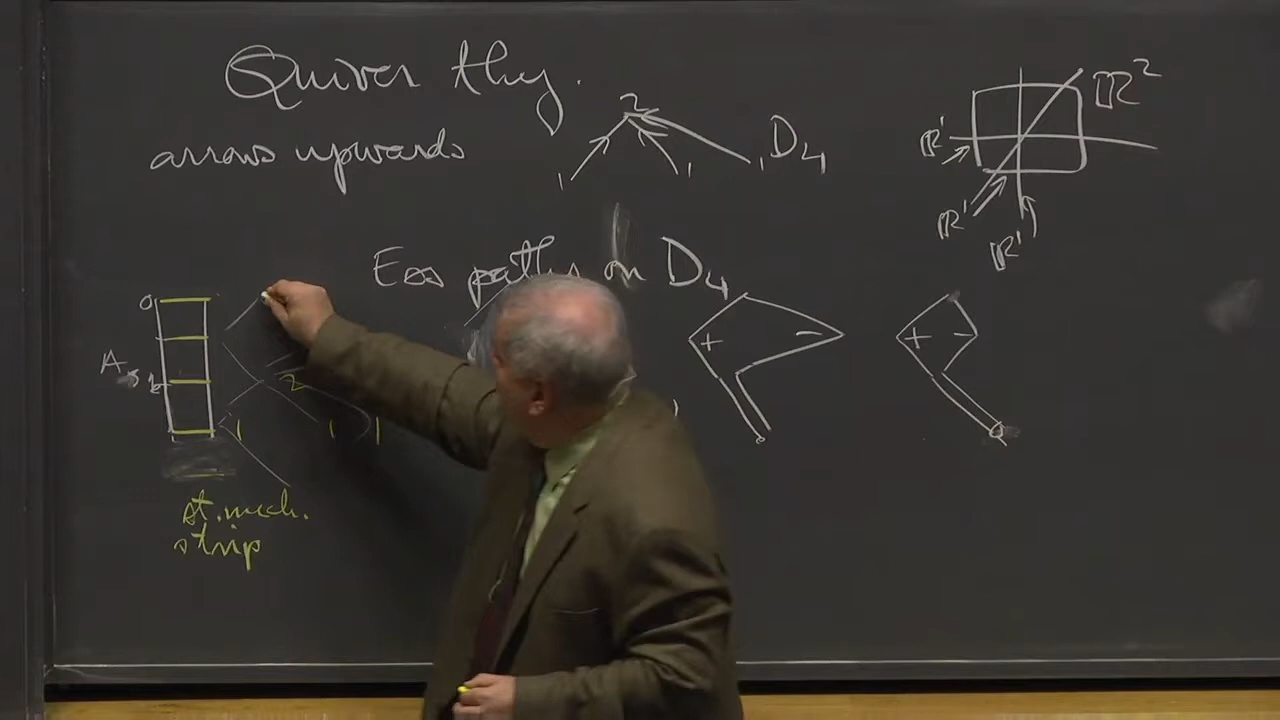 Quiver thy.
arrows upwards
2
1 1 1 D4
ℝ²
ℝ¹
ℝ¹
ℝ¹
Ess paths on D4
0
A
2
1 1 1
+ −
+ −
st. mech.
strip